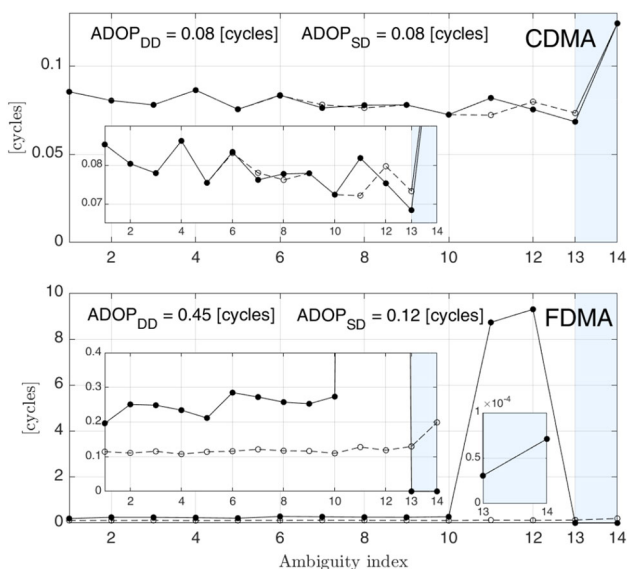 ADOP_DD = 0.08 [cycles] ADOP_SD = 0.08 [cycles] CDMA
[cycles]
0.1
0.05
0
0.08
0.07
2 4 6 8 10 12 13 14
2 4 6 8 10 12 13 14
ADOP_DD = 0.45 [cycles] ADOP_SD = 0.12 [cycles] FDMA
[cycles]
10
8
6
4
2
0
0.4
0.3
0.2
0.1
0
2 4 6 8 10 12 13 14
1 ×10^-4
0.5
0
13 14
2 4 6 8 10 12 13 14
Ambiguity index